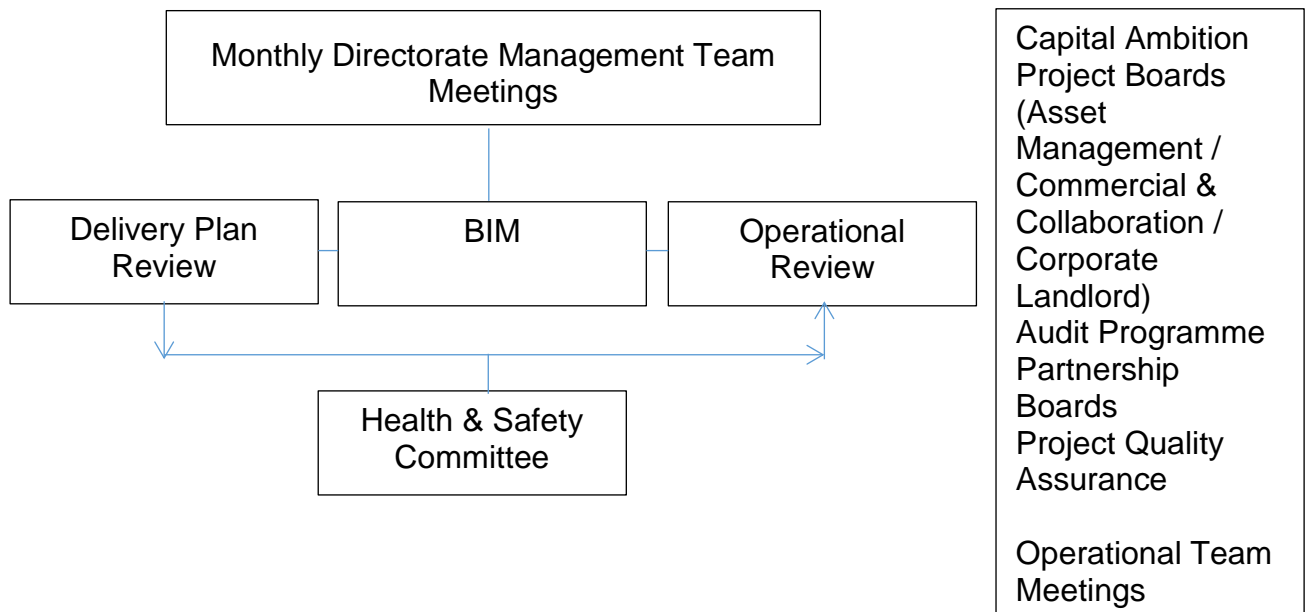 Monthly Directorate Management Team
Meetings
Delivery Plan
Review
BIM
Operational
Review
Health & Safety
Committee
Capital Ambition
Project Boards
(Asset
Management /
Commercial &
Collaboration /
Corporate
Landlord)
Audit Programme
Partnership
Boards
Project Quality
Assurance
Operational Team
Meetings